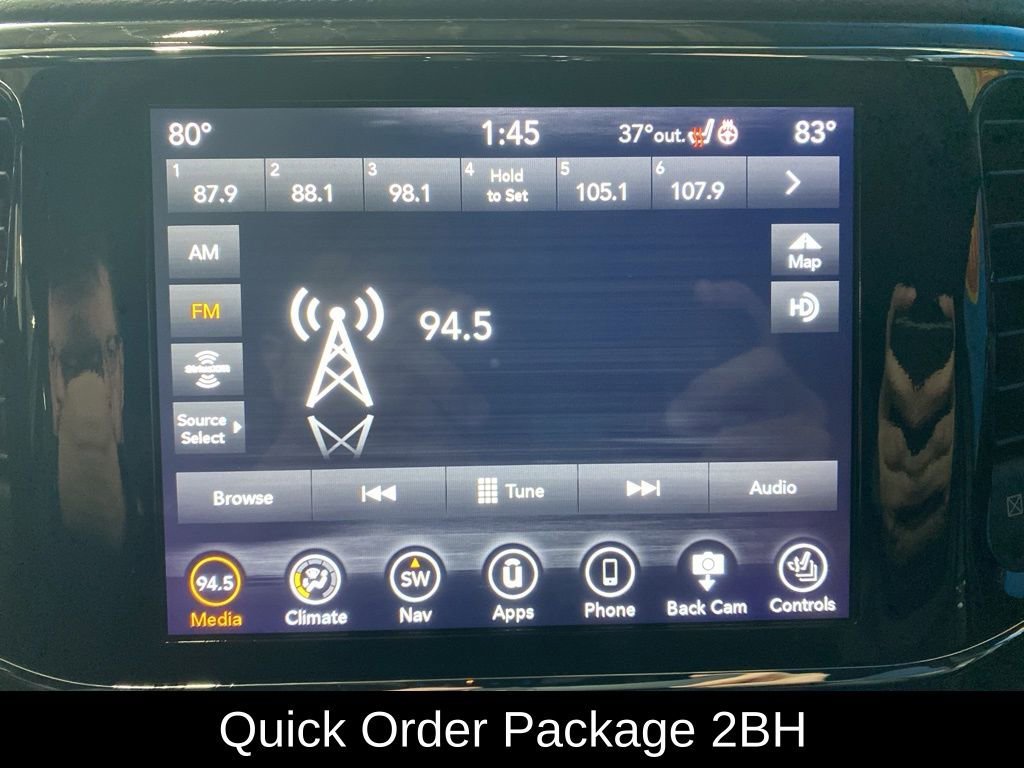 80° 1:45 37°out. 83°
1 87.9 2 88.1 3 98.1 4 Hold to Set 5 105.1 6 107.9
AM
Map
FM
HD
94.5
SiriusXM
Source
Select
Browse Tune Audio
94.5 SW
Media Climate Nav Apps Phone Back Cam Controls
Quick Order Package 2BH